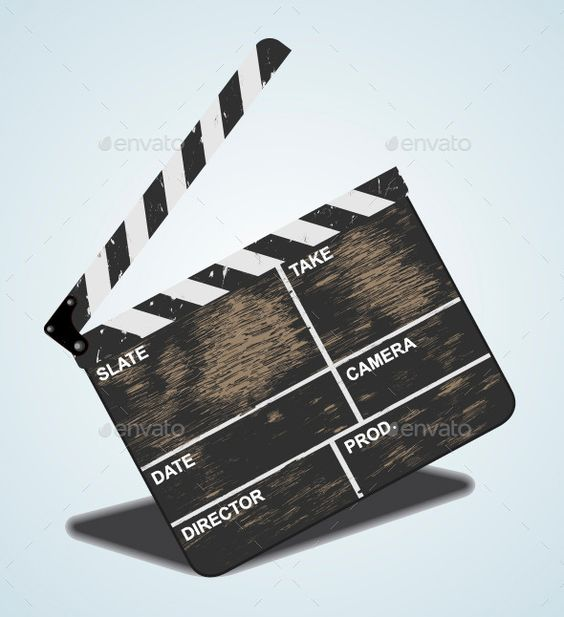 envato
envato
TAKE
SLATE
CAMERA
envato
envato
PROD.
DATE
DIRECTOR